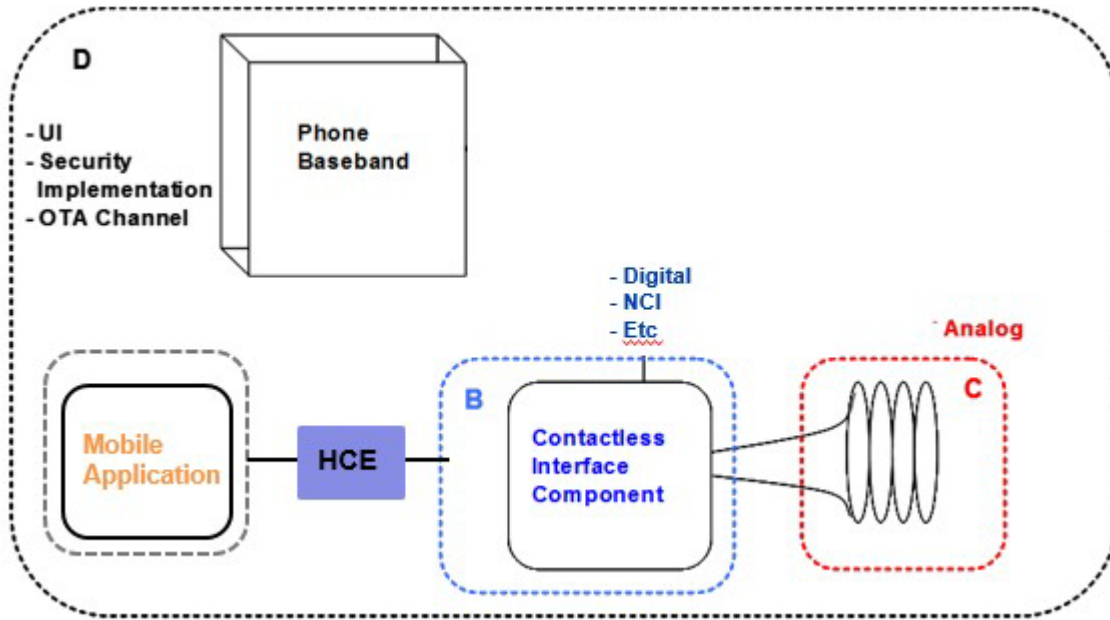 D
- UI
- Security
Implementation
- OTA Channel
Phone
Baseband
- Digital
- NCI
- Etc
- Analog
Mobile
Application
HCE
B
Contactless
Interface
Component
C